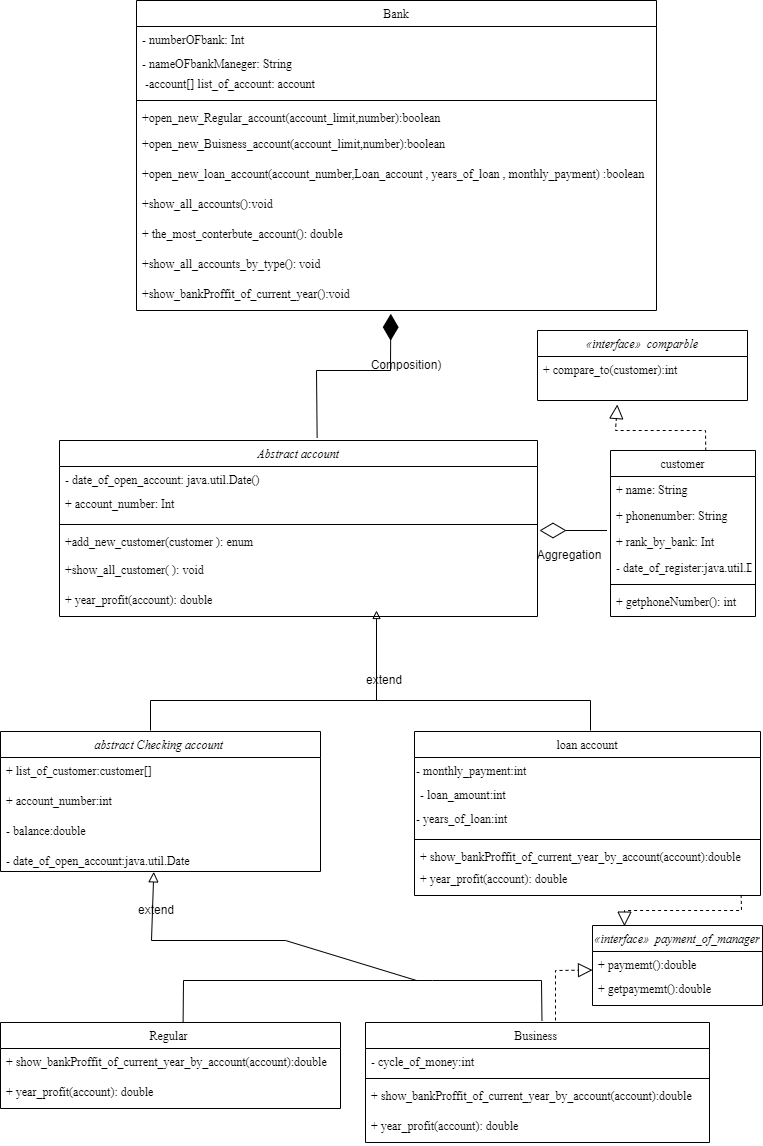 Bank
- numberOFbank: Int
- nameOFbankManeger: String
-account[] list_of_account: account
+open_new_Regular_account(account_limit,number):boolean
+open_new_Buisness_account(account_limit,number):boolean
+open_new_loan_account(account_number,Loan_account , years_of_loan , monthly_payment) :boolean
+show_all_accounts():void
+ the_most_conterbute_account(): double
+show_all_accounts_by_type(): void
+show_bankProffit_of_current_year():void
Composition)
«interface» comparble
+ compare_to(customer):int
Abstract account
- date_of_open_account: java.util.Date()
+ account_number: Int
+add_new_customer(customer ): enum
+show_all_customer( ): void
+ year_profit(account): double
Aggregation
customer
+ name: String
+ phonenumber: String
+ rank_by_bank: Int
- date_of_register:java.util.
+ getphoneNumber(): int
extend
abstract Checking account
+ list_of_customer:customer[]
+ account_number:int
- balance:double
- date_of_open_account:java.util.Date
loan account
- monthly_payment:int
- loan_amount:int
- years_of_loan:int
+ show_bankProffit_of_current_year_by_account(account):double
+ year_profit(account): double
extend
«interface» payment_of_manager
+ paymemt():double
+ getpaymemt():double
Regular
+ show_bankProffit_of_current_year_by_account(account):double
+ year_profit(account): double
Business
- cycle_of_money:int
+ show_bankProffit_of_current_year_by_account(account):double
+ year_profit(account): double